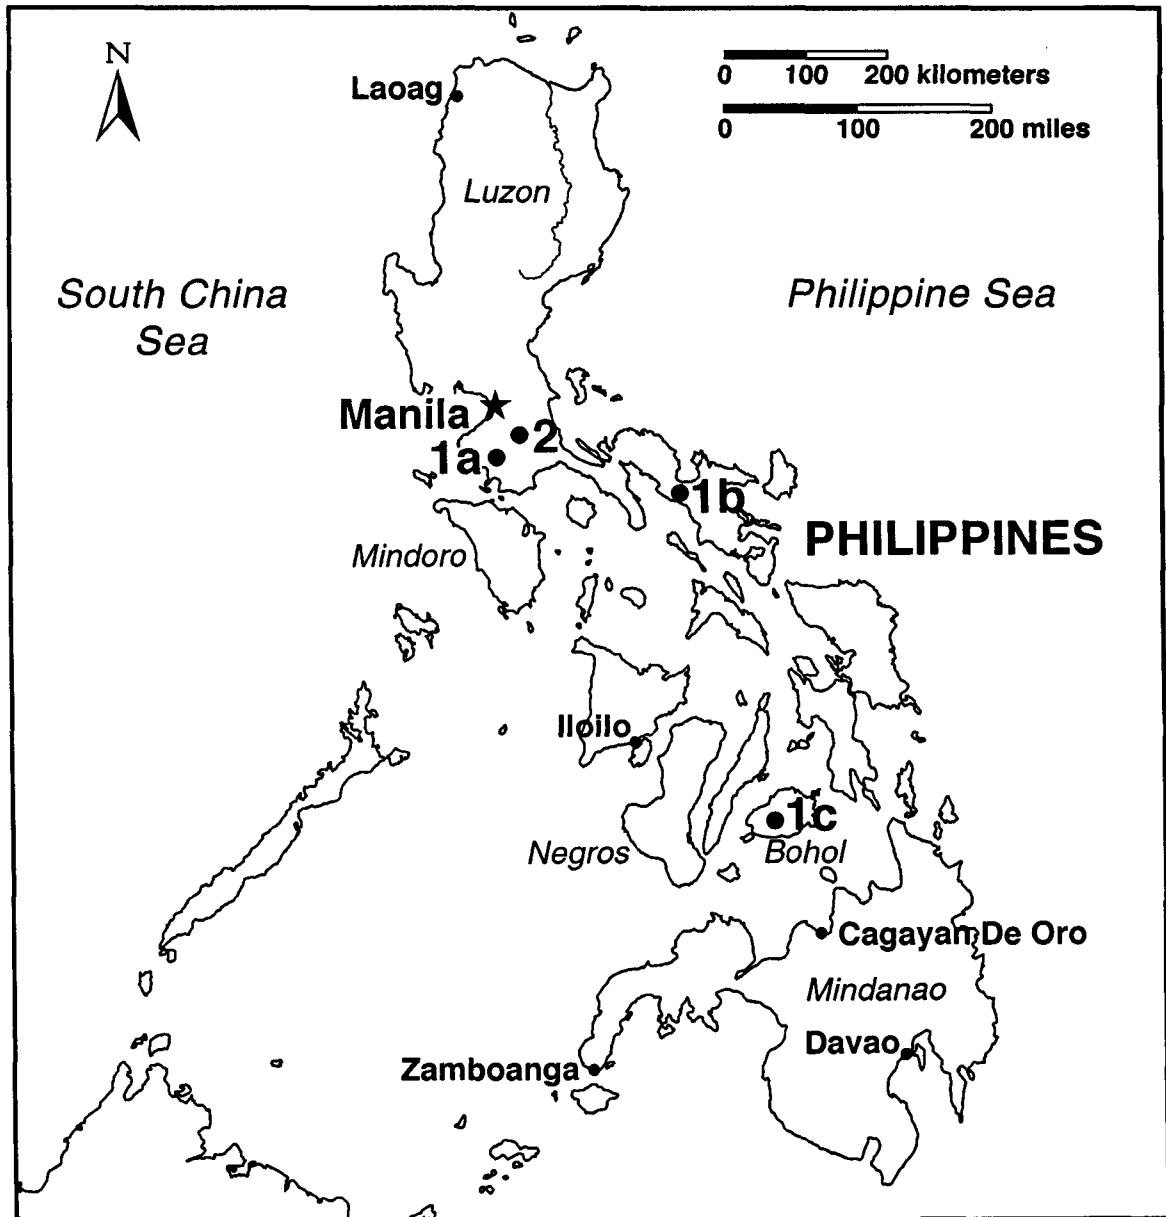 N
0 100 200 kilometers
0 100 200 miles
Laoag
Luzon
South China
Sea
Philippine Sea
Manila
2
1a
1b
PHILIPPINES
Mindoro
Iloilo
1c
Negros
Bohol
Cagayan De Oro
Mindanao
Davao
Zamboanga